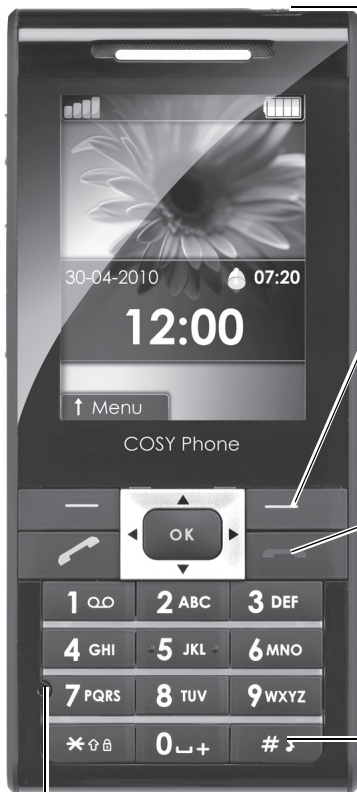 30-04-2010 07:20
12:00
↑ Menu
COSY Phone
OK
1 2 ABC 3 DEF
4 GHI 5 JKL 6 MNO
7 PQRS 8 TUV 9 WXYZ
* 0 + #